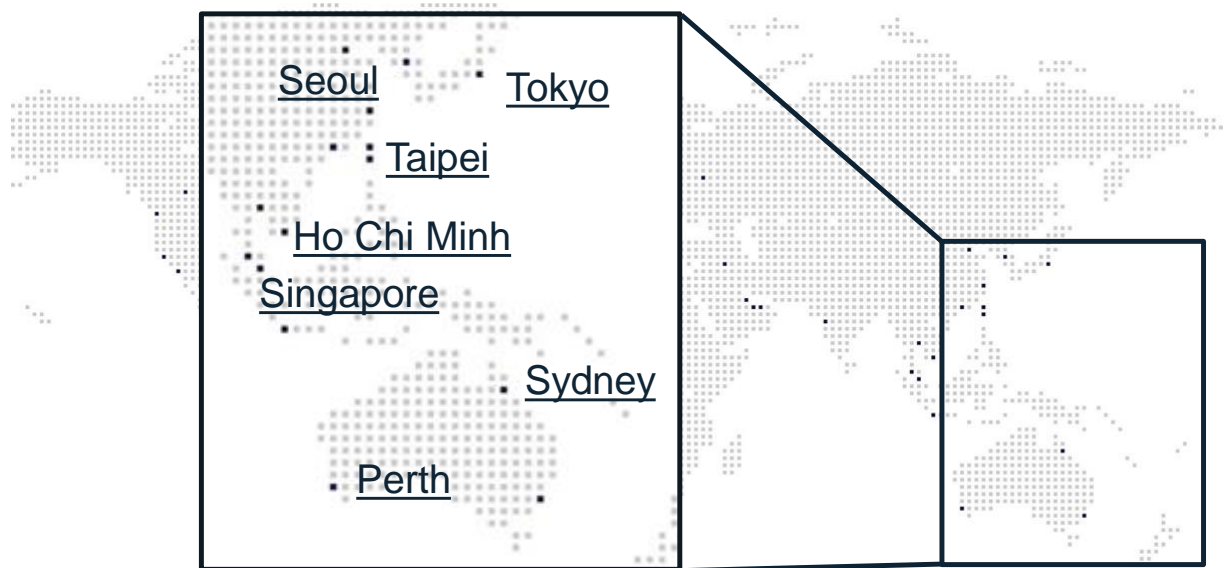 Seoul
Tokyo
Taipei
Ho Chi Minh
Singapore
Sydney
Perth